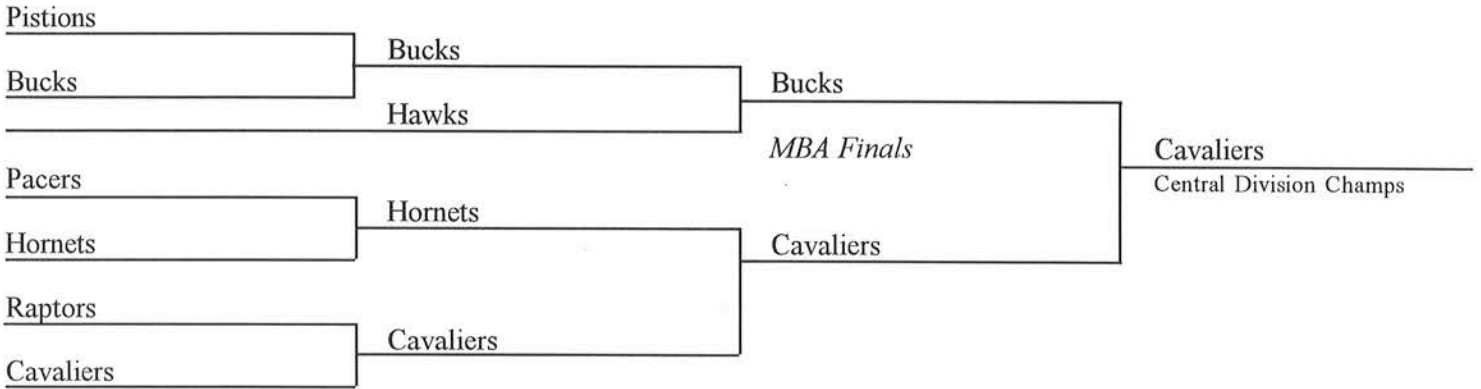 Pistions
Bucks
Bucks
Bucks
Hawks
MBA Finals
Cavaliers
Central Division Champs
Pacers
Hornets
Hornets
Cavaliers
Raptors
Cavaliers
Cavaliers